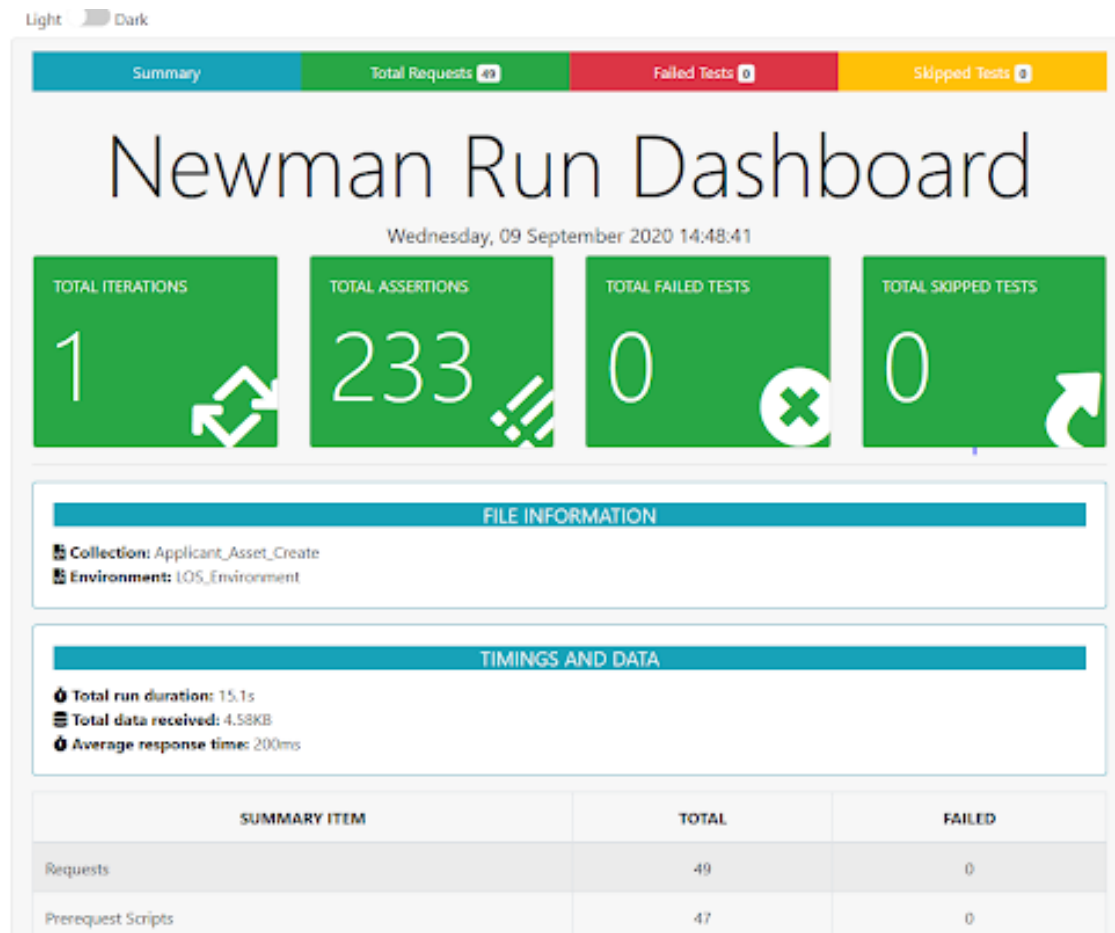 Light Dark
Summary Total Requests 49 Failed Tests 0 Skipped Tests 0
Newman Run Dashboard
Wednesday, 09 September 2020 14:48:41
TOTAL ITERATIONS TOTAL ASSERTIONS TOTAL FAILED TESTS TOTAL SKIPPED TESTS
1 233 0 0
FILE INFORMATION
Collection: Applicant_Asset_Create
Environment: LOS_Environment
TIMINGS AND DATA
Total run duration: 15.1s
Total data received: 4.58KB
Average response time: 200ms
SUMMARY ITEM TOTAL FAILED
Requests 49 0
Prerequest Scripts 47 0